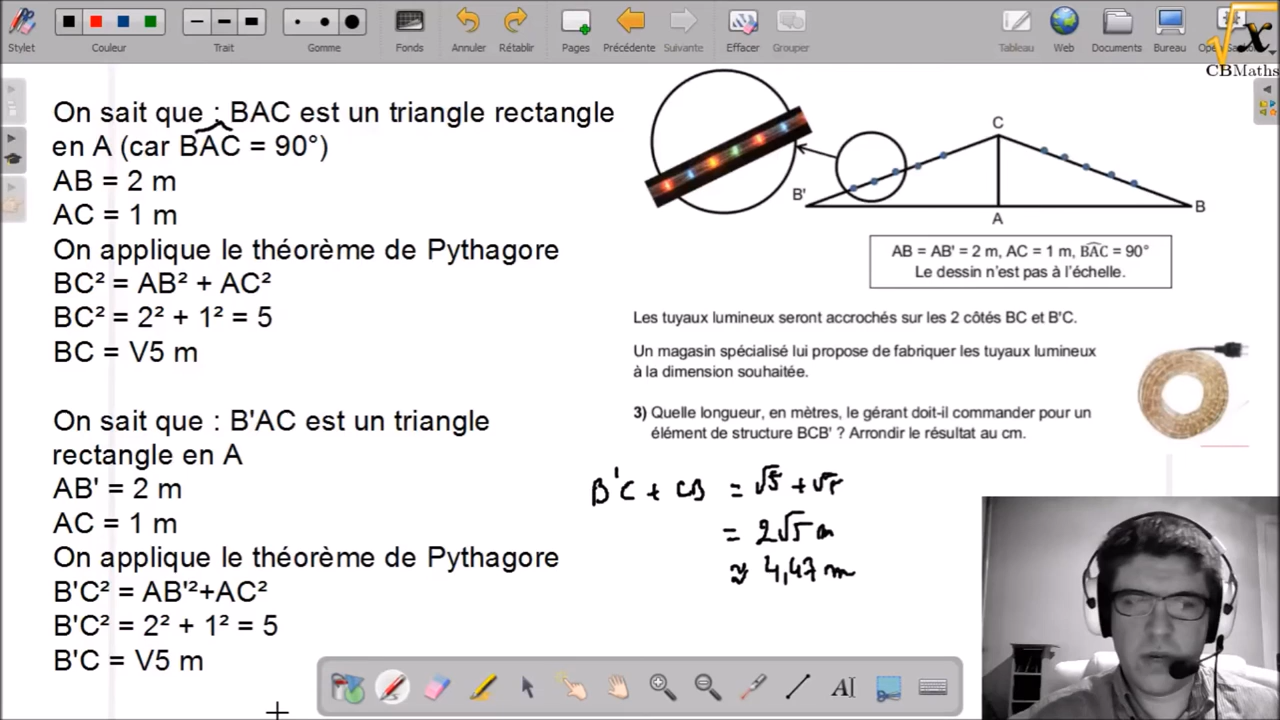 Stylet
Couleur
Trait
Gomme
Fonds
Annuler
Rétablir
Pages
Précédente
Suivante
Effacer
Grouper
Tableau
Web
Documents
Bureau
√x
CBMaths
On sait que : BAC est un triangle rectangle
en A (car BAC = 90°)
AB = 2 m
AC = 1 m
On applique le théorème de Pythagore
BC² = AB² + AC²
BC² = 2² + 1² = 5
BC = V5 m
On sait que : B'AC est un triangle
rectangle en A
AB' = 2 m
AC = 1 m
On applique le théorème de Pythagore
B'C² = AB'²+AC²
B'C² = 2² + 1² = 5
B'C = V5 m
C
B'
A
B
AB = AB' = 2 m, AC = 1 m, BAC = 90°
Le dessin n'est pas à l'échelle.
Les tuyaux lumineux seront accrochés sur les 2 côtés BC et B'C.
Un magasin spécialisé lui propose de fabriquer les tuyaux lumineux
à la dimension souhaitée.
3) Quelle longueur, en mètres, le gérant doit-il commander pour un
élément de structure BCB' ? Arrondir le résultat au cm.
B'C + CB = √5 + √5
= 2√5 m
≈ 4,47 m
AI